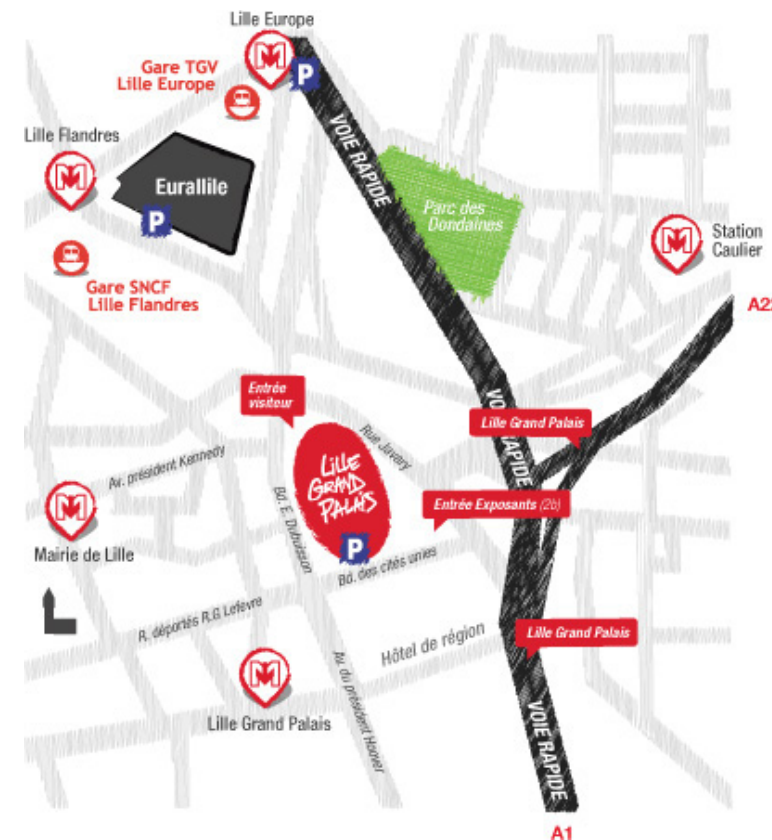 Lille Europe
Gare TGV
Lille Europe
P
VOIE RAPIDE
Lille Flandres
Eurallile
P
Parc des
Dondaines
Station
Caulier
Gare SNCF
Lille Flandres
A22
Entrée
visiteur
Rue Javary
VOIE RAPIDE
Lille Grand Palais
Av. président Kennedy
LILLE
GRAND
PALAIS
P
Entrée Exposants (2b)
Mairie de Lille
Bd. E. Dubuisson
Bd. des cités unies
R. déportés R.G Lefèvre
Hôtel de région
Lille Grand Palais
Lille Grand Palais
Av. du président Hoover
VOIE RAPIDE
A1